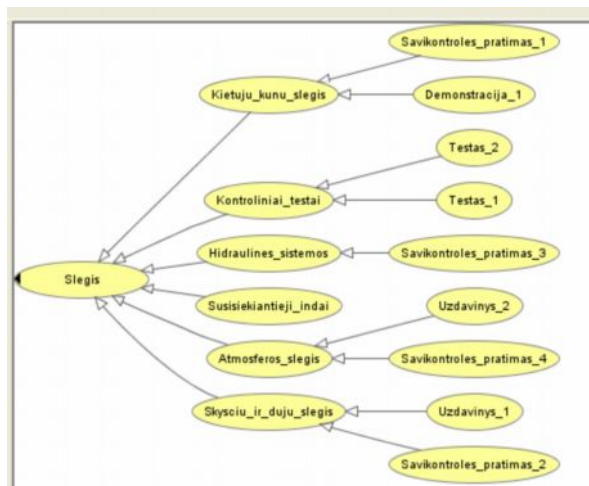 Savikontroles_pratimas_1
Kietuju_kunu_slegis
Demonstracija_1
Testas_2
Kontroliniai_testai
Testas_1
Hidraulines_sistemos
Savikontroles_pratimas_3
Slegis
Susisiekiantieji_indai
Uzdavinys_2
Atmosferos_slegis
Savikontroles_pratimas_4
Skysciu_ir_duju_slegis
Uzdavinys_1
Savikontroles_pratimas_2